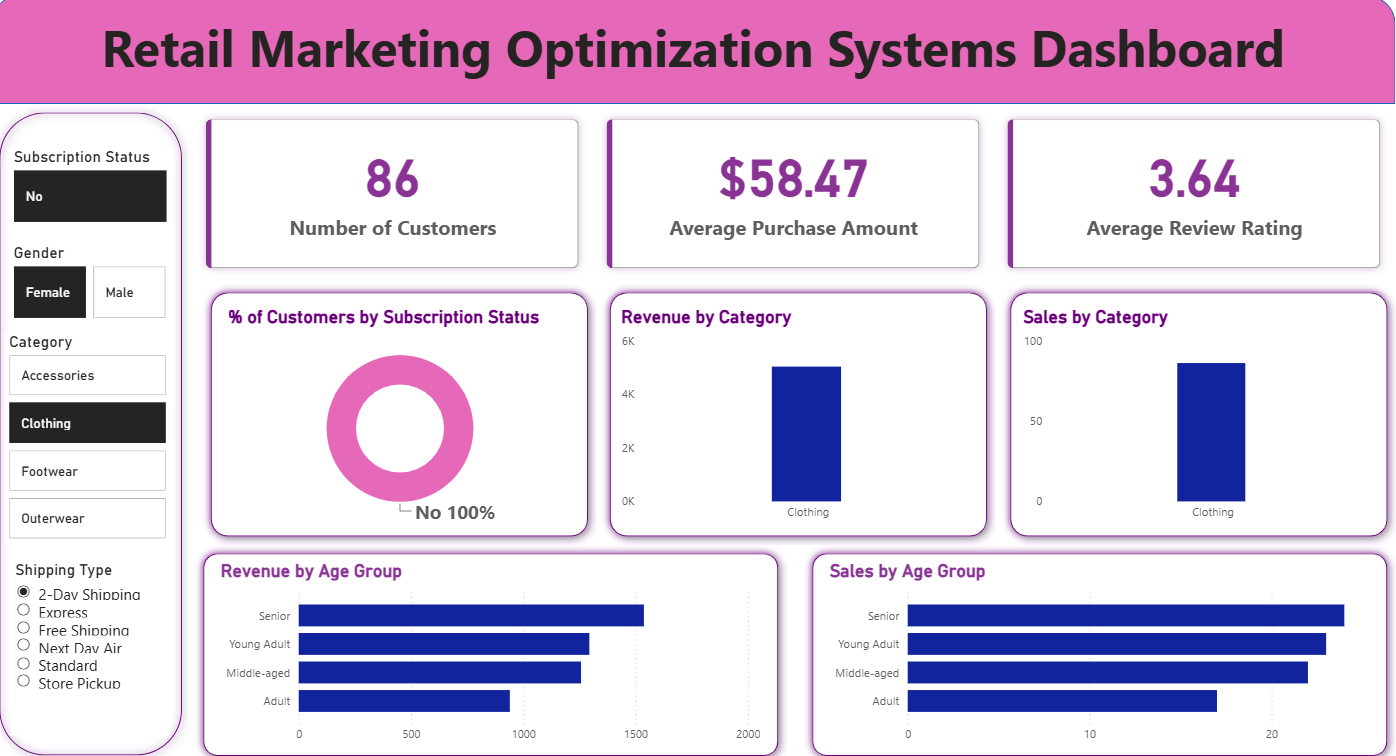 Retail Marketing Optimization Systems Dashboard
Subscription Status
No
Gender
Female
Male
Category
Accessories
Clothing
Footwear
Outerwear
Shipping Type
2-Day Shipping
Express
Free Shipping
Next Day Air
Standard
Store Pickup
86
Number of Customers
$58.47
Average Purchase Amount
3.64
Average Review Rating
% of Customers by Subscription Status
No 100%
Revenue by Category
6K
4K
2K
0K
Clothing
Sales by Category
100
50
0
Clothing
Revenue by Age Group
Senior
Young Adult
Middle-aged
Adult
0 500 1000 1500 2000
Sales by Age Group
Senior
Young Adult
Middle-aged
Adult
0 10 20